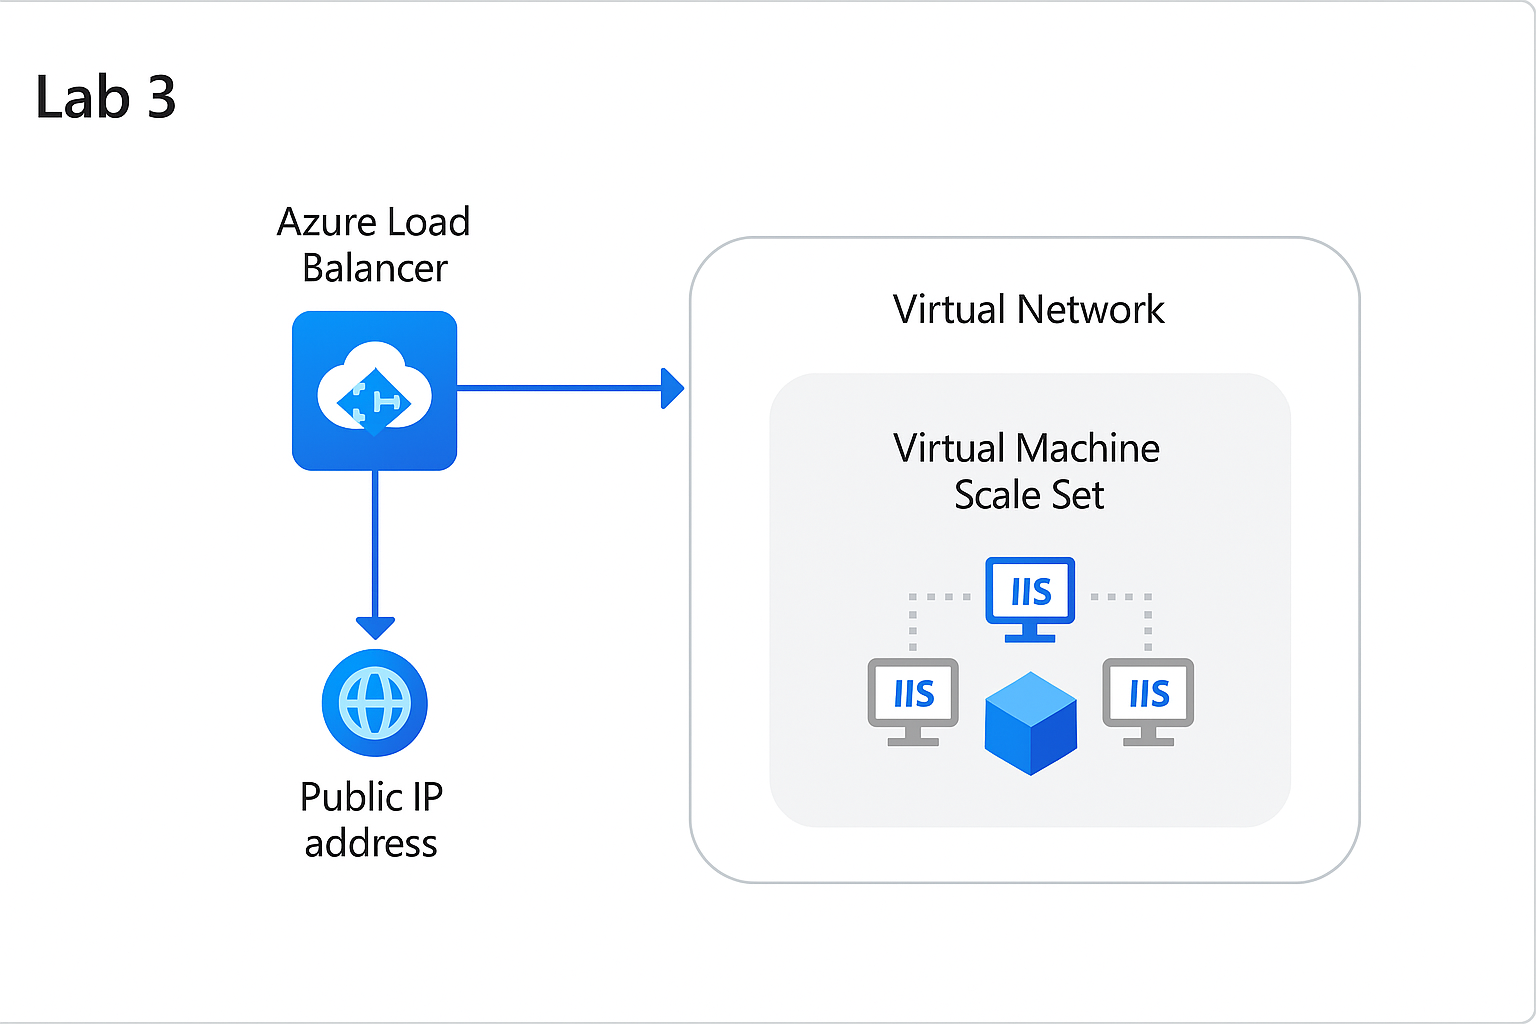 Lab 3
Azure Load
Balancer
Public IP
address
Virtual Network
Virtual Machine
Scale Set
IIS
IIS
IIS